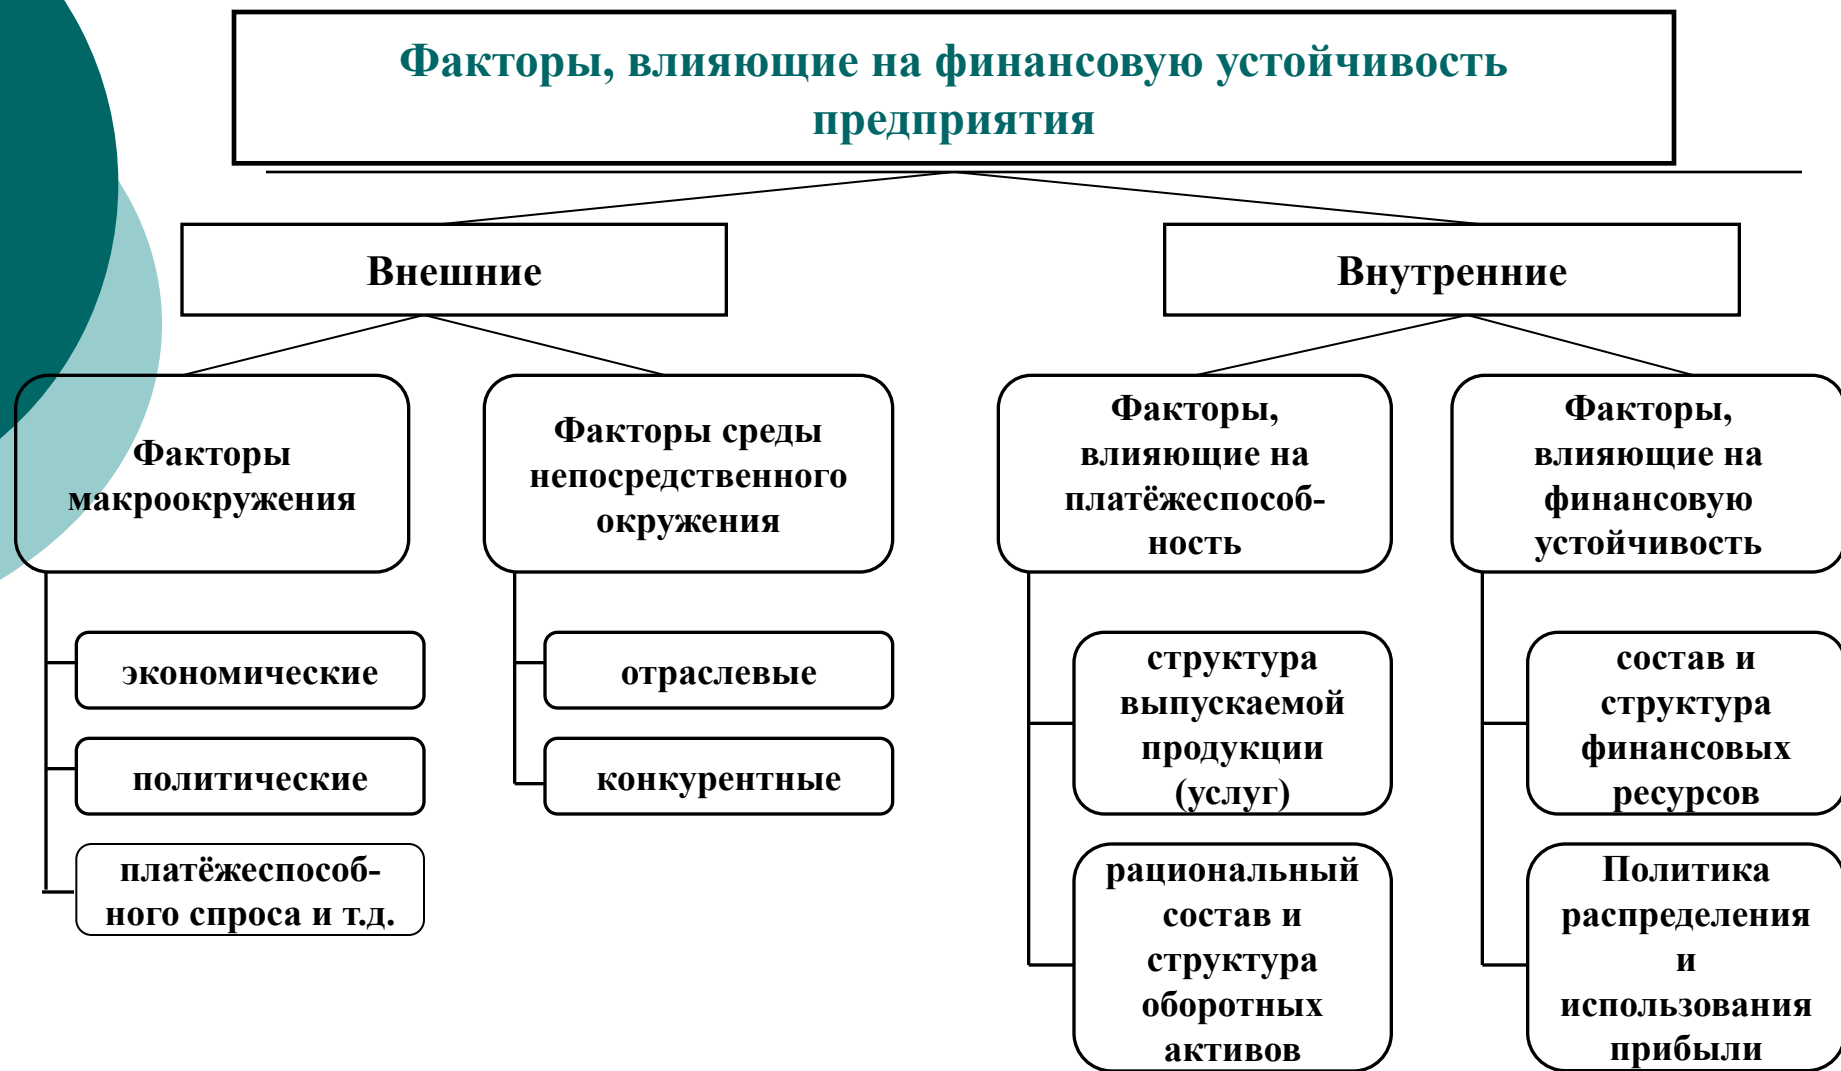 Факторы, влияющие на финансовую устойчивость
предприятия
Внешние
Внутренние
Факторы
макроокружения
Факторы среды
непосредственного
окружения
Факторы,
влияющие на
платёжеспособ-
ность
Факторы,
влияющие на
финансовую
устойчивость
экономические
политические
платёжеспособ-
ного спроса и т.д.
отраслевые
конкурентные
структура
выпускаемой
продукции
(услуг)
рациональный
состав и
структура
оборотных
активов
состав и
структура
финансовых
ресурсов
Политика
распределения
и
использования
прибыли